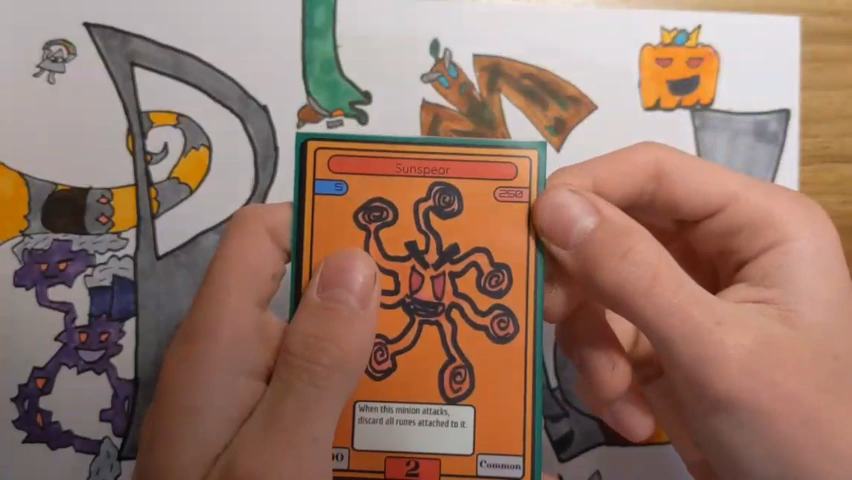 Sunspear
5
250
When this minion attacks,
discard all runes attached to it.
2
Common